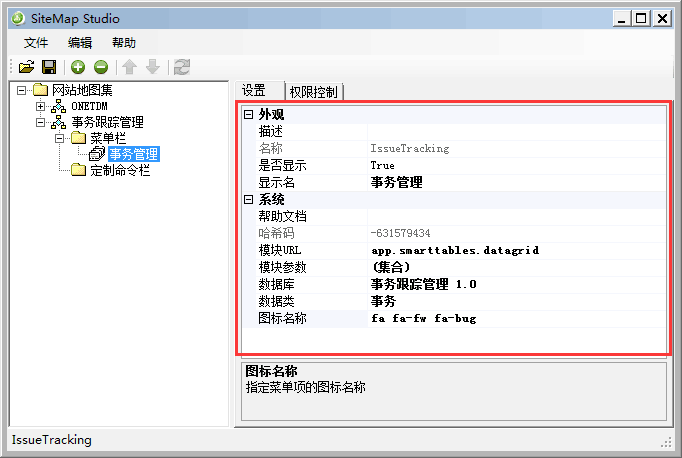 SiteMap Studio
文件 编辑 帮助
网站地图集
ONETDM
事务跟踪管理
菜单栏
事务管理
定制命令栏
设置 权限控制
外观
描述
名称 IssueTracking
是否显示 True
显示名 事务管理
系统
帮助文档
哈希码 -631579434
模块URL app.smarttables.datagrid
模块参数 (集合)
数据库 事务跟踪管理 1.0
数据类 事务
图标名称 fa fa-fw fa-bug
图标名称
指定菜单项的图标名称
IssueTracking